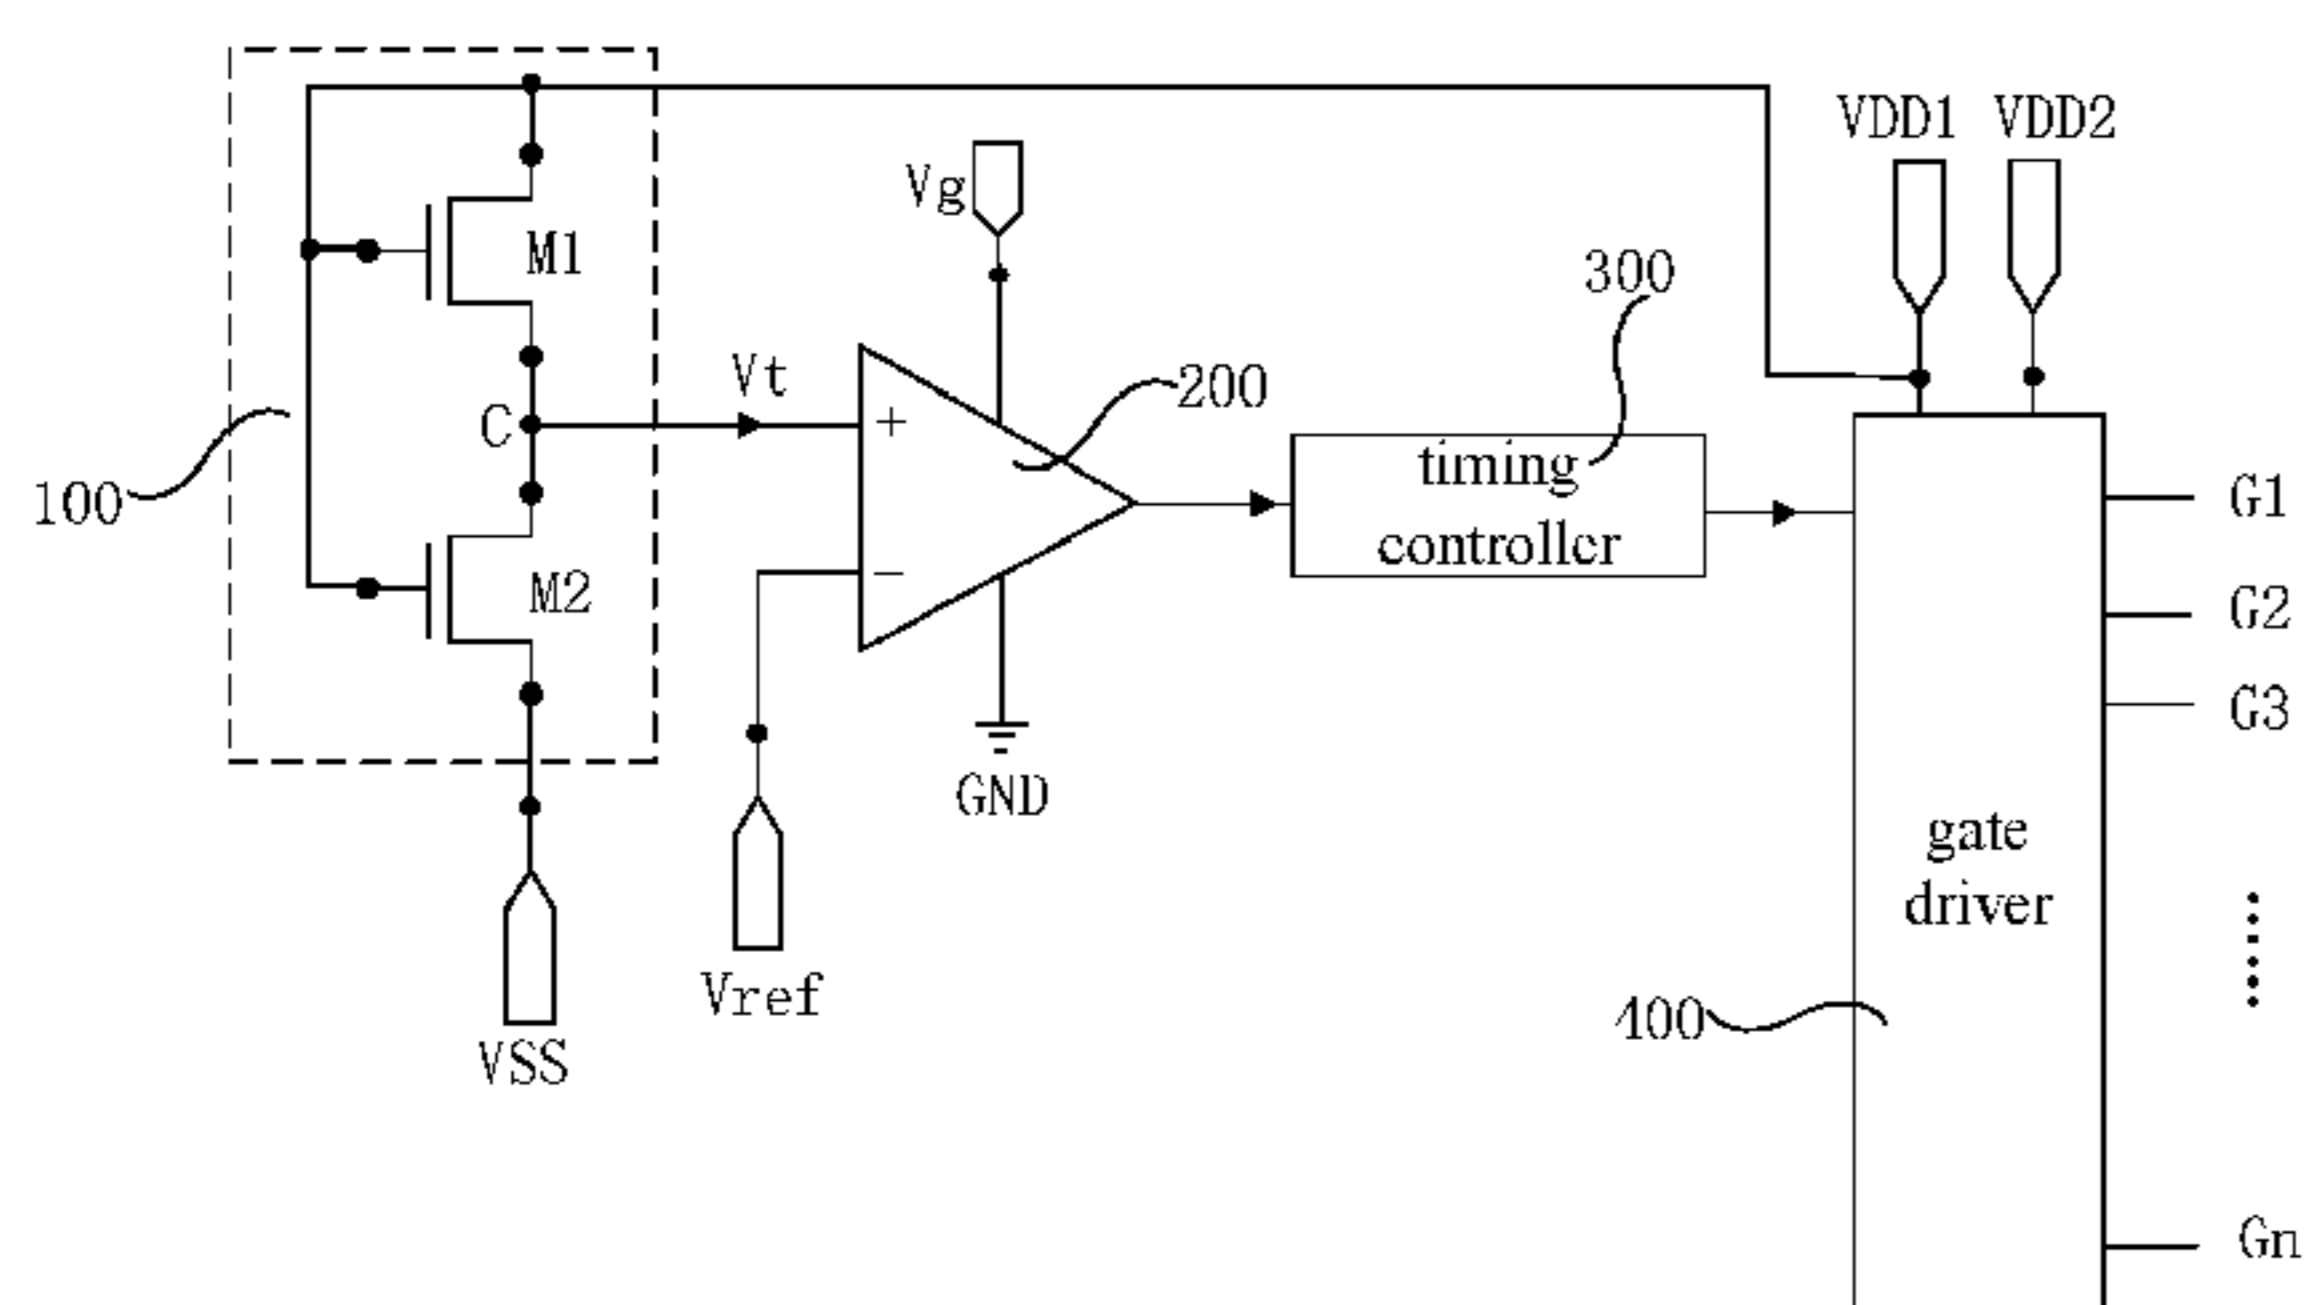 VDD1 VDD2
Vg
M1
300
Vt
200
C
+
timing
controller
100
G1
−
M2
G2
G3
GND
gate
driver
Vref
400
VSS
Gn